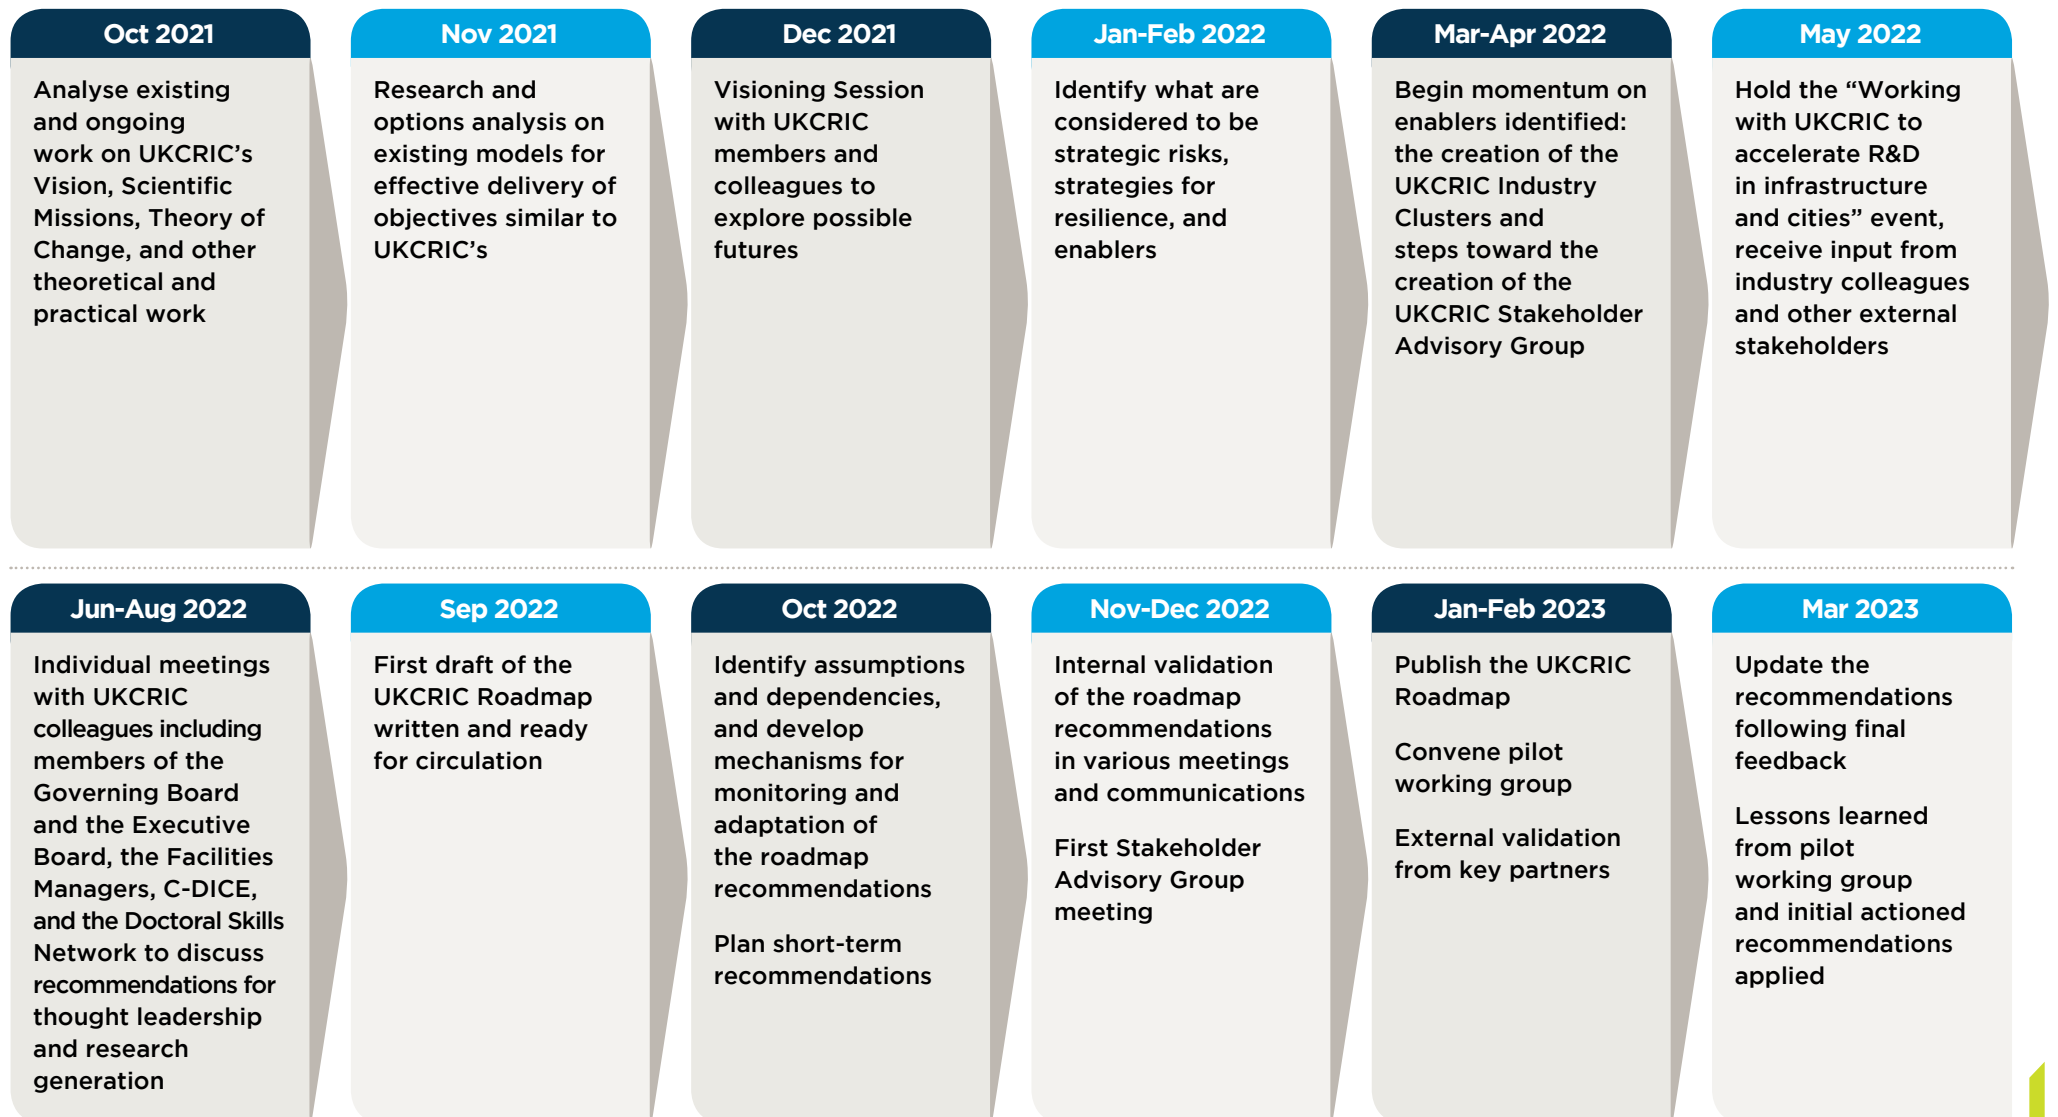 Oct 2021
Analyse existing
and ongoing
work on UKCRIC’s
Vision, Scientific
Missions, Theory of
Change, and other
theoretical and
practical work
Nov 2021
Research and
options analysis on
existing models for
effective delivery of
objectives similar to
UKCRIC’s
Dec 2021
Visioning Session
with UKCRIC
members and
colleagues to
explore possible
futures
Jan-Feb 2022
Identify what are
considered to be
strategic risks,
strategies for
resilience, and
enablers
Mar-Apr 2022
Begin momentum on
enablers identified:
the creation of the
UKCRIC Industry
Clusters and
steps toward the
creation of the
UKCRIC Stakeholder
Advisory Group
May 2022
Hold the “Working
with UKCRIC to
accelerate R&D
in infrastructure
and cities” event,
receive input from
industry colleagues
and other external
stakeholders
Jun-Aug 2022
Individual meetings
with UKCRIC
colleagues including
members of the
Governing Board
and the Executive
Board, the Facilities
Managers, C-DICE,
and the Doctoral Skills
Network to discuss
recommendations for
thought leadership
and research
generation
Sep 2022
First draft of the
UKCRIC Roadmap
written and ready
for circulation
Oct 2022
Identify assumptions
and dependencies,
and develop
mechanisms for
monitoring and
adaptation of
the roadmap
recommendations
Plan short-term
recommendations
Nov-Dec 2022
Internal validation
of the roadmap
recommendations
in various meetings
and communications
First Stakeholder
Advisory Group
meeting
Jan-Feb 2023
Publish the UKCRIC
Roadmap
Convene pilot
working group
External validation
from key partners
Mar 2023
Update the
recommendations
following final
feedback
Lessons learned
from pilot
working group
and initial actioned
recommendations
applied